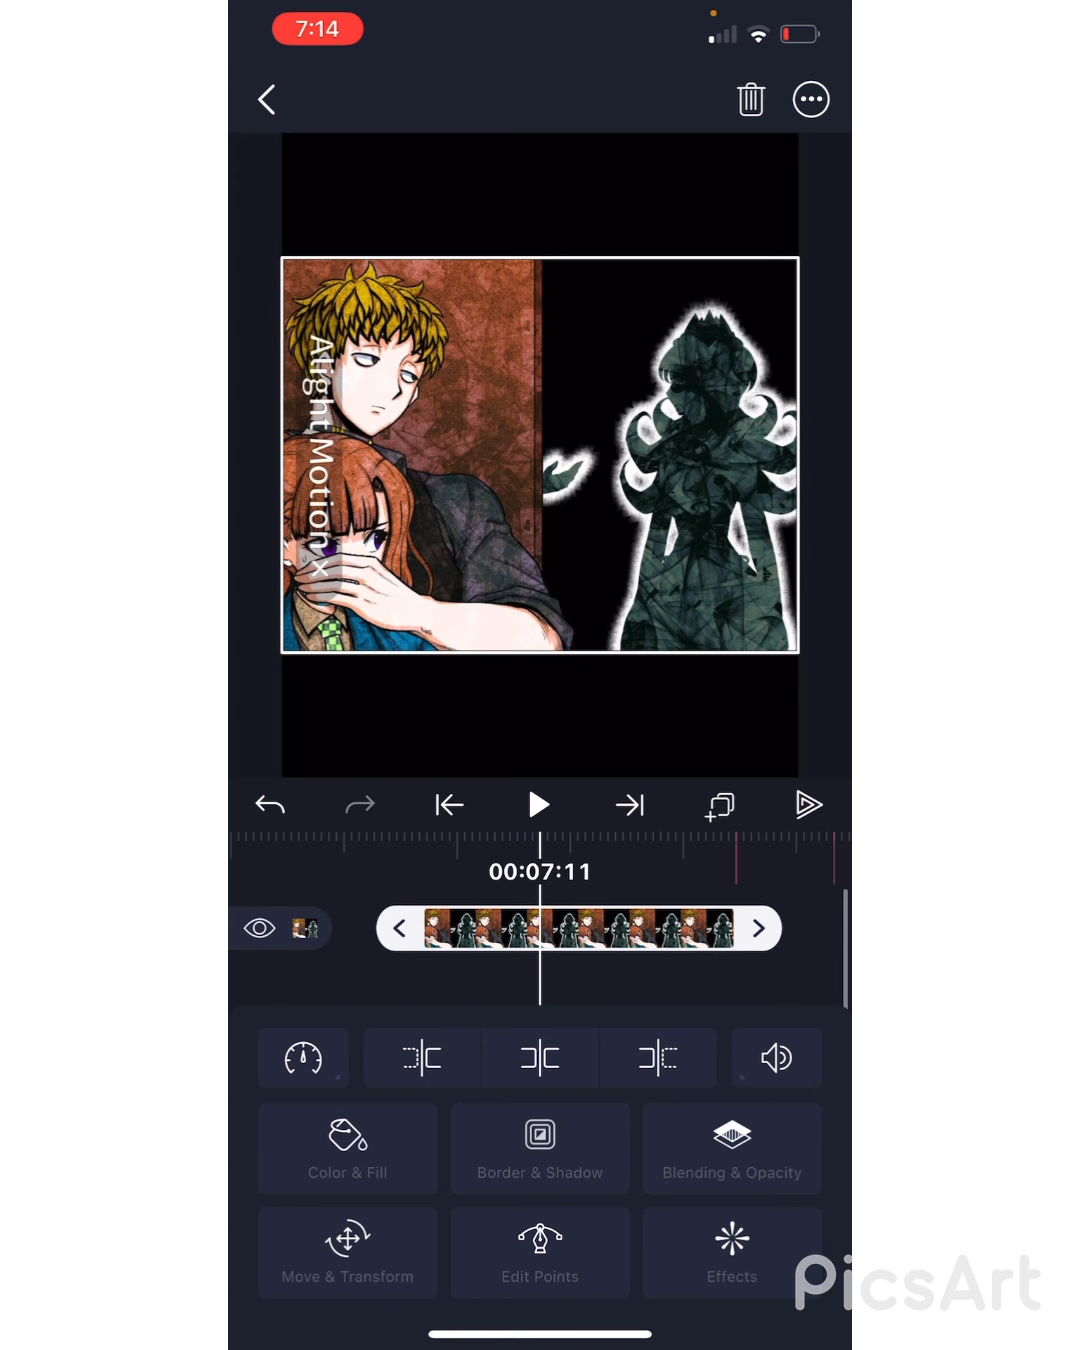 7:14
Alight Motion X
00:07:11
Color & Fill
Border & Shadow
Blending & Opacity
Move & Transform
Edit Points
Effects
PicsArt